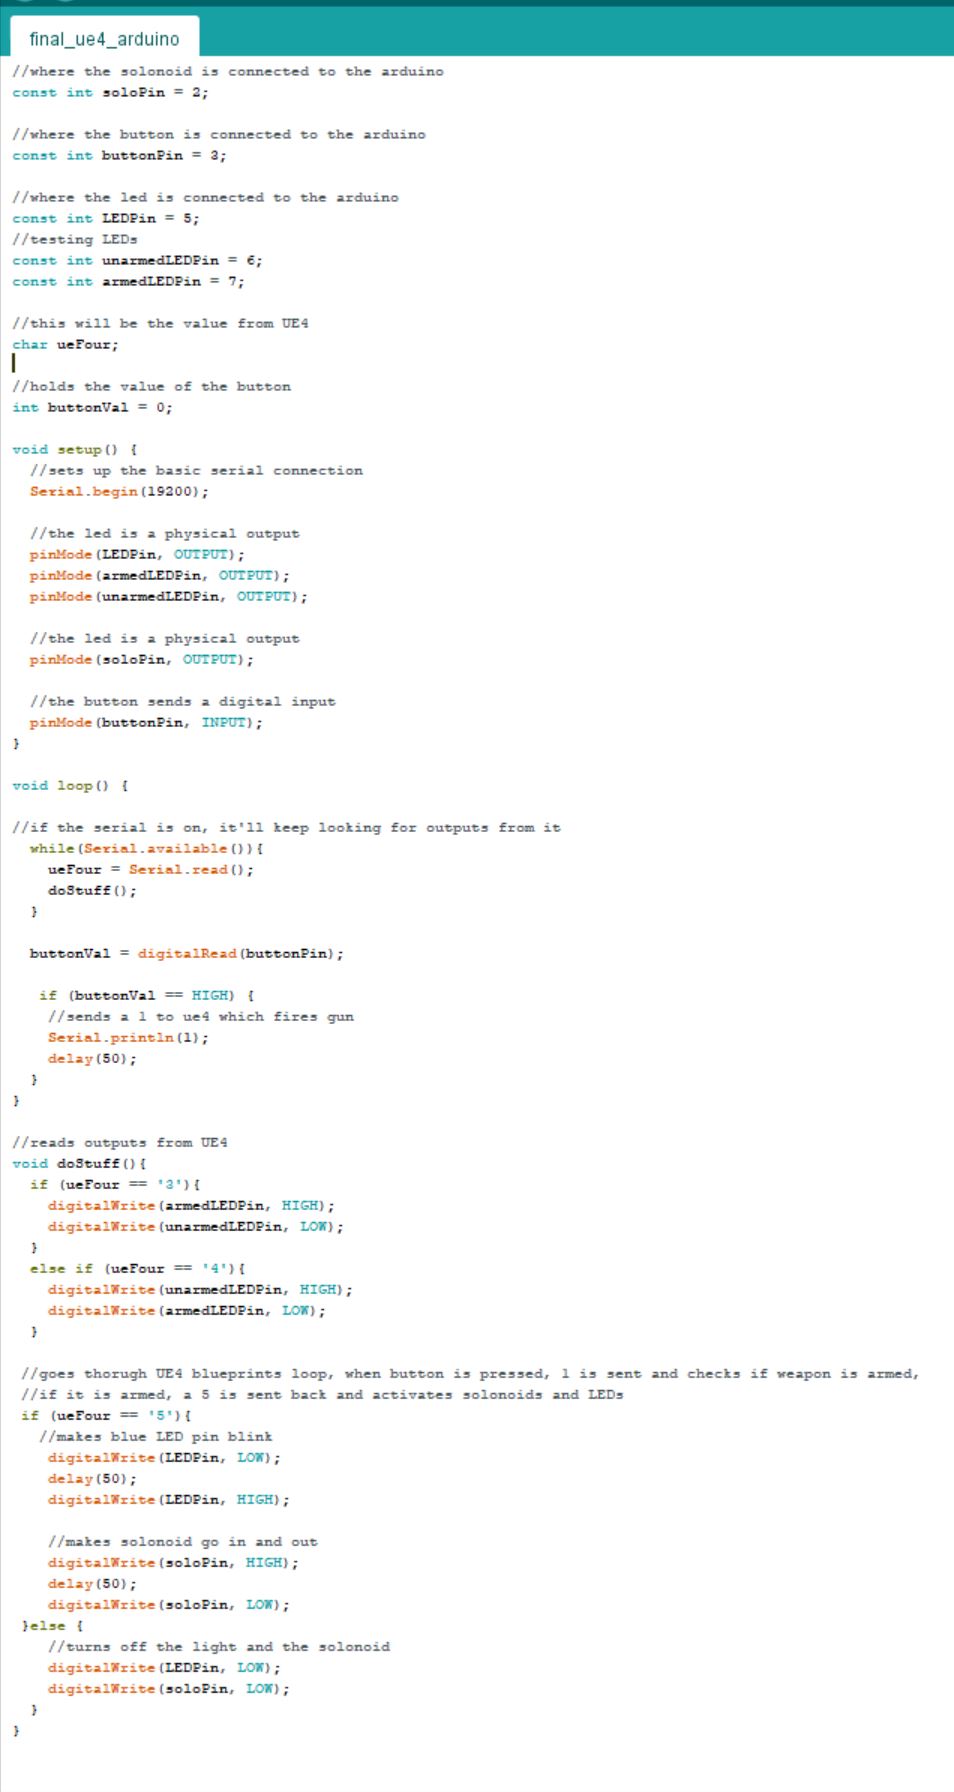 final_ue4_arduino
//where the solonoid is connected to the arduino
const int soloPin = 2;
//where the button is connected to the arduino
const int buttonPin = 3;
//where the led is connected to the arduino
const int LEDPin = 5;
//testing LEDs
const int unarmedLEDPin = 6;
const int armedLEDPin = 7;
//this will be the value from UE4
char ueFour;
//holds the value of the button
int buttonVal = 0;
void setup() {
//sets up the basic serial connection
Serial.begin(19200);
//the led is a physical output
pinMode(LEDPin, OUTPUT);
pinMode(armedLEDPin, OUTPUT);
pinMode(unarmedLEDPin, OUTPUT);
//the led is a physical output
pinMode(soloPin, OUTPUT);
//the button sends a digital input
pinMode(buttonPin, INPUT);
}
void loop() {
//if the serial is on, it'll keep looking for outputs from it
while(Serial.available()){
ueFour = Serial.read();
doStuff();
}
buttonVal = digitalRead(buttonPin);
if (buttonVal == HIGH) {
//sends a 1 to ue4 which fires gun
Serial.println(1);
delay(50);
}
}
//reads outputs from UE4
void doStuff(){
if (ueFour == '3'){
digitalWrite(armedLEDPin, HIGH);
digitalWrite(unarmedLEDPin, LOW);
}
else if (ueFour == '4'){
digitalWrite(unarmedLEDPin, HIGH);
digitalWrite(armedLEDPin, LOW);
}
//goes thorugh UE4 blueprints loop, when button is pressed, 1 is sent and checks if weapon is armed,
//if it is armed, a 5 is sent back and activates solonoids and LEDs
if (ueFour == '5'){
//makes blue LED pin blink
digitalWrite(LEDPin, LOW);
delay(50);
digitalWrite(LEDPin, HIGH);
//makes solonoid go in and out
digitalWrite(soloPin, HIGH);
delay(50);
digitalWrite(soloPin, LOW);
}else {
//turns off the light and the solonoid
digitalWrite(LEDPin, LOW);
digitalWrite(soloPin, LOW);
}
}